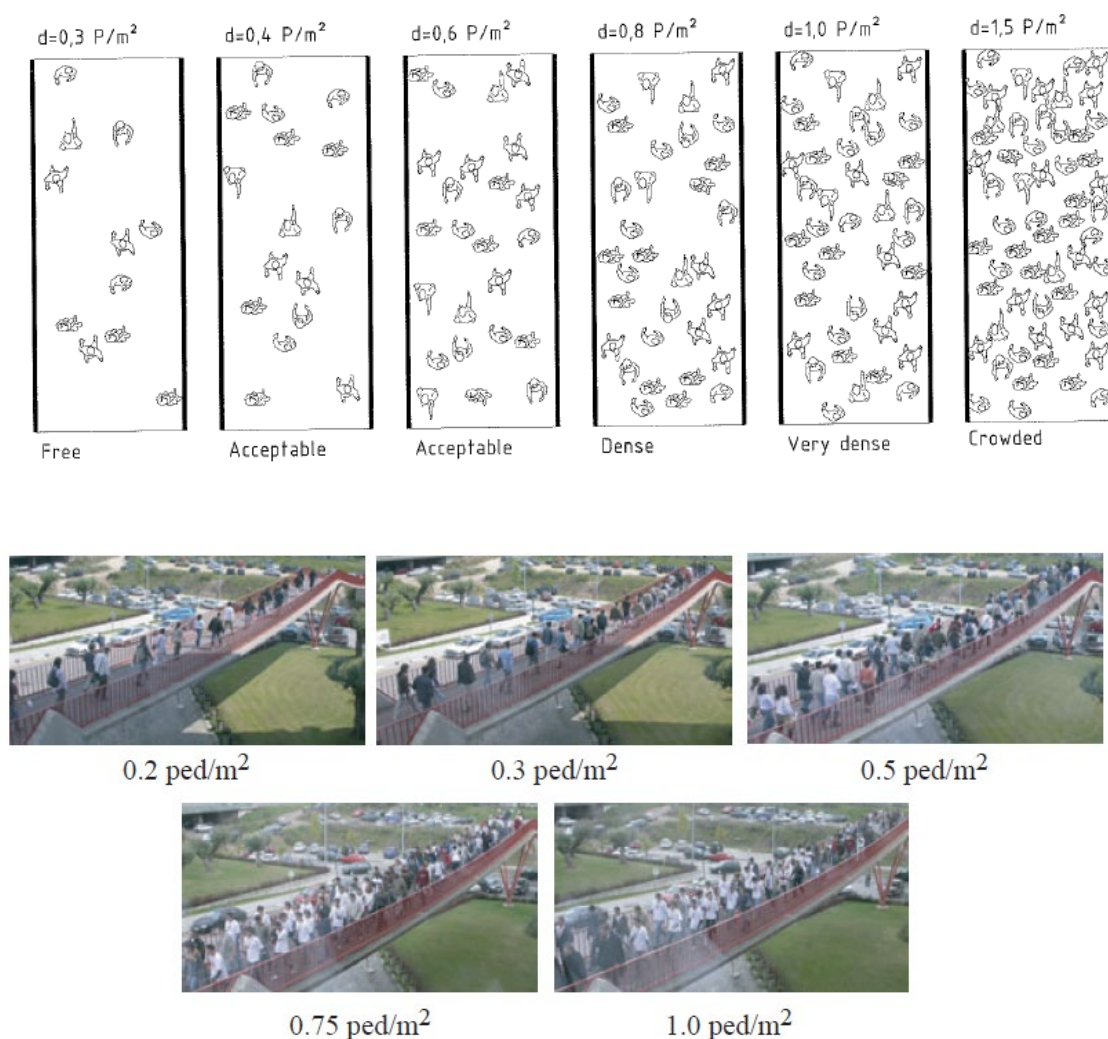 d=0,3 P/m² d=0,4 P/m² d=0,6 P/m² d=0,8 P/m² d=1,0 P/m² d=1,5 P/m²
Free Acceptable Acceptable Dense Very dense Crowded
0.2 ped/m² 0.3 ped/m² 0.5 ped/m²
0.75 ped/m² 1.0 ped/m²